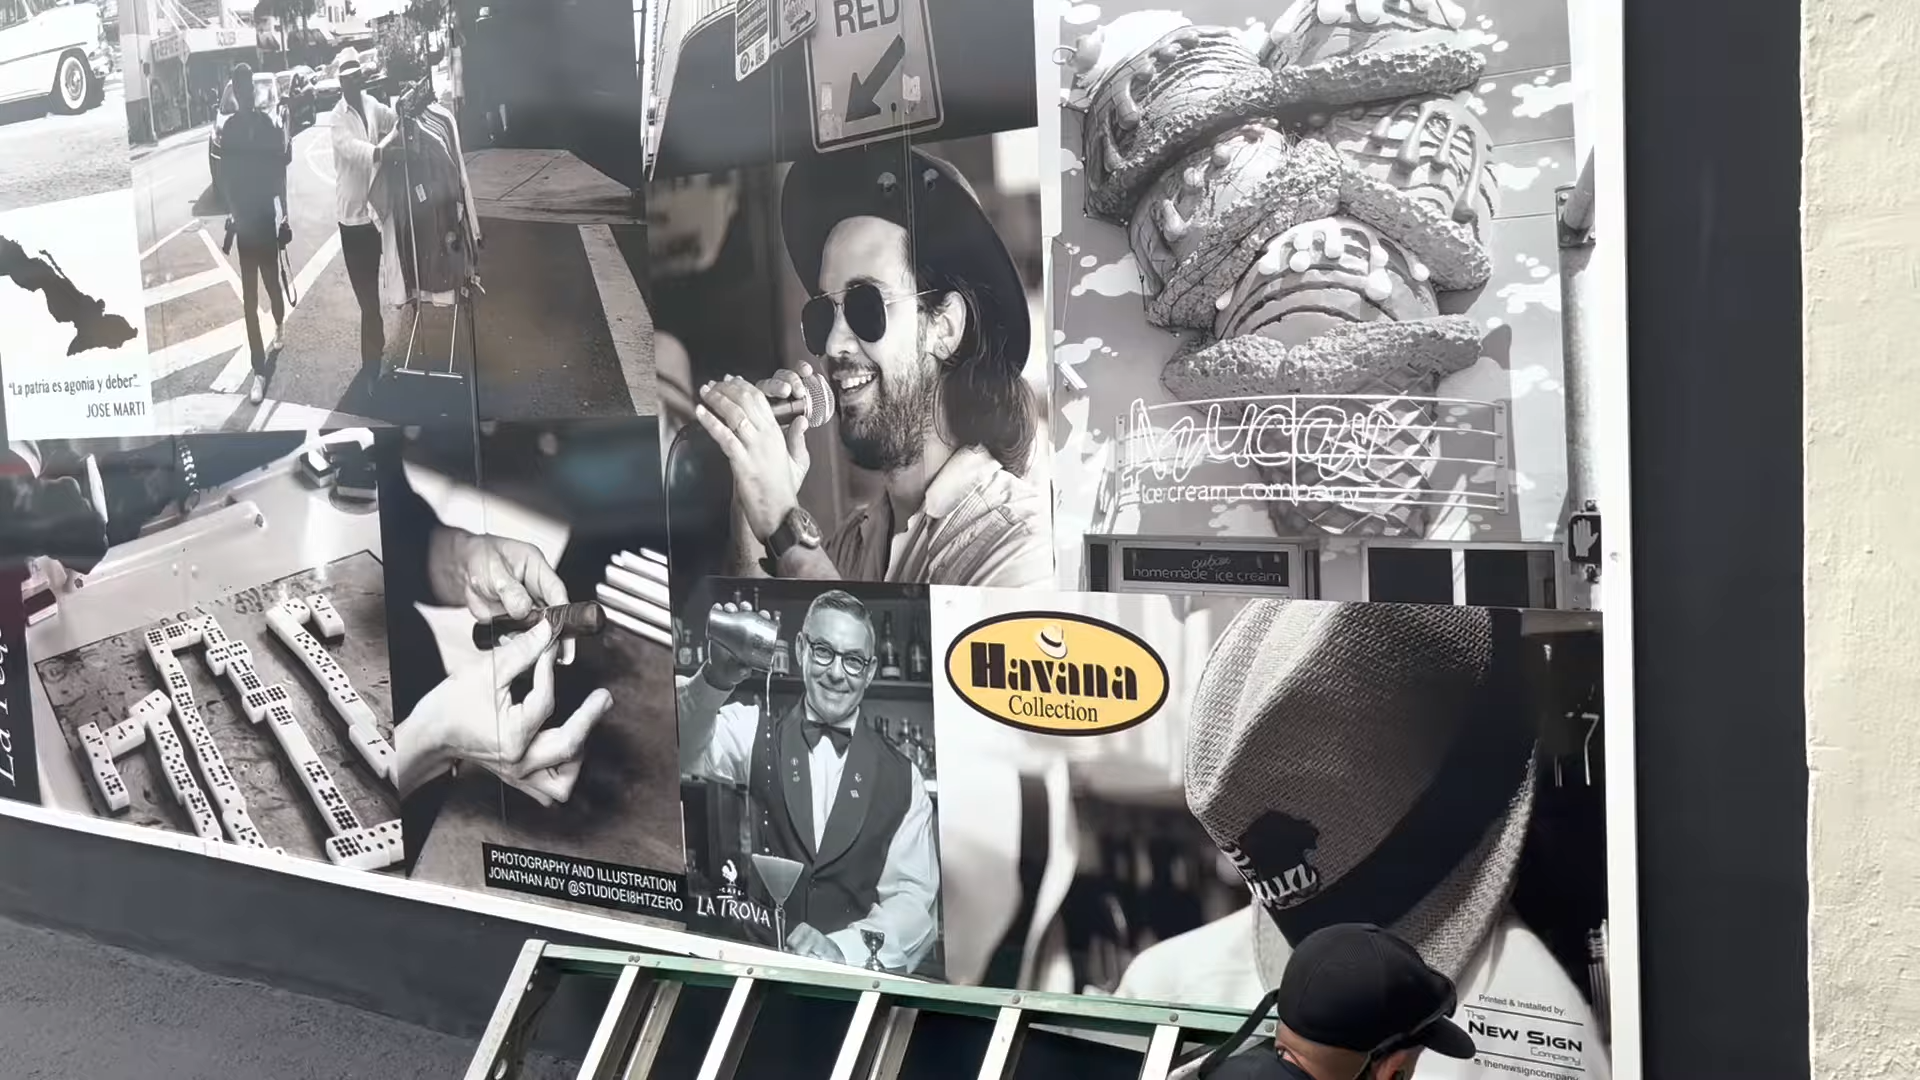 RED
"La patria es agonia y deber"...
JOSE MARTI
Azucar
Ice cream company
homemade ice cream
Havana
Collection
PHOTOGRAPHY AND ILLUSTRATION
JONATHAN ADY @STUDIOEI8HTZERO
CAFE
LA TROVA
Printed & Installed by:
The
NEW SIGN
Company
thenewsigncompany